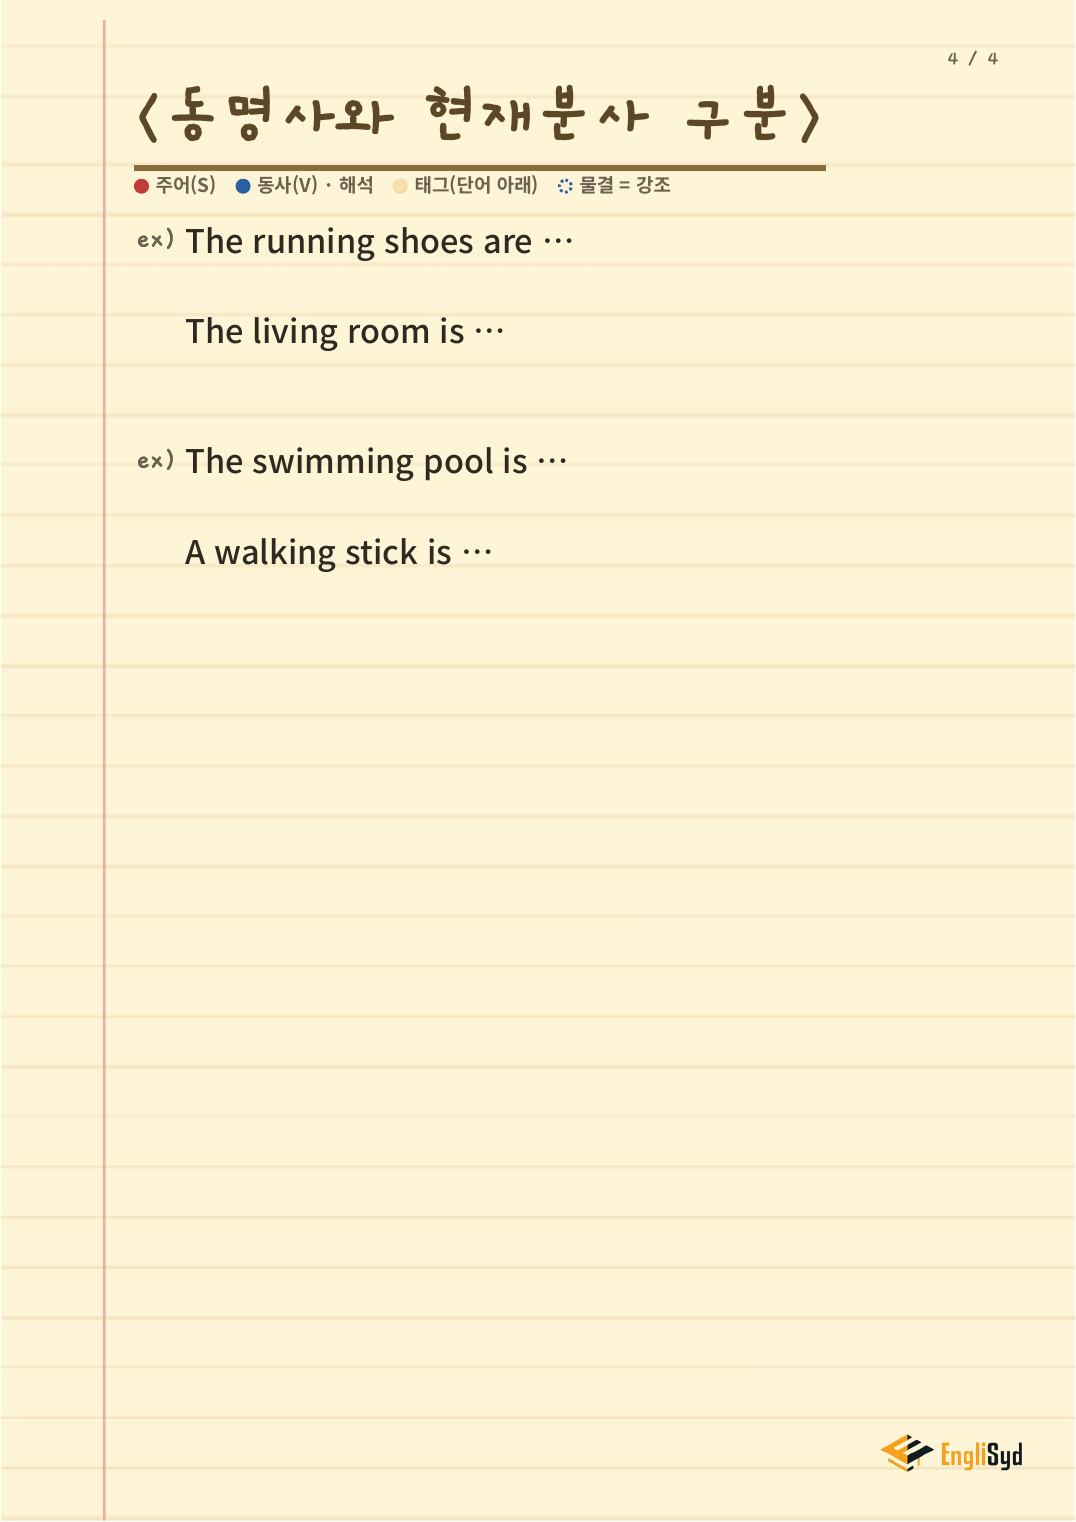 4 / 4
<동명사와 현재분사 구분>
주어(S) 동사(V) · 해석 태그(단어 아래) 물결 = 강조
ex) The running shoes are …
The living room is …
ex) The swimming pool is …
A walking stick is …
EngliSyd